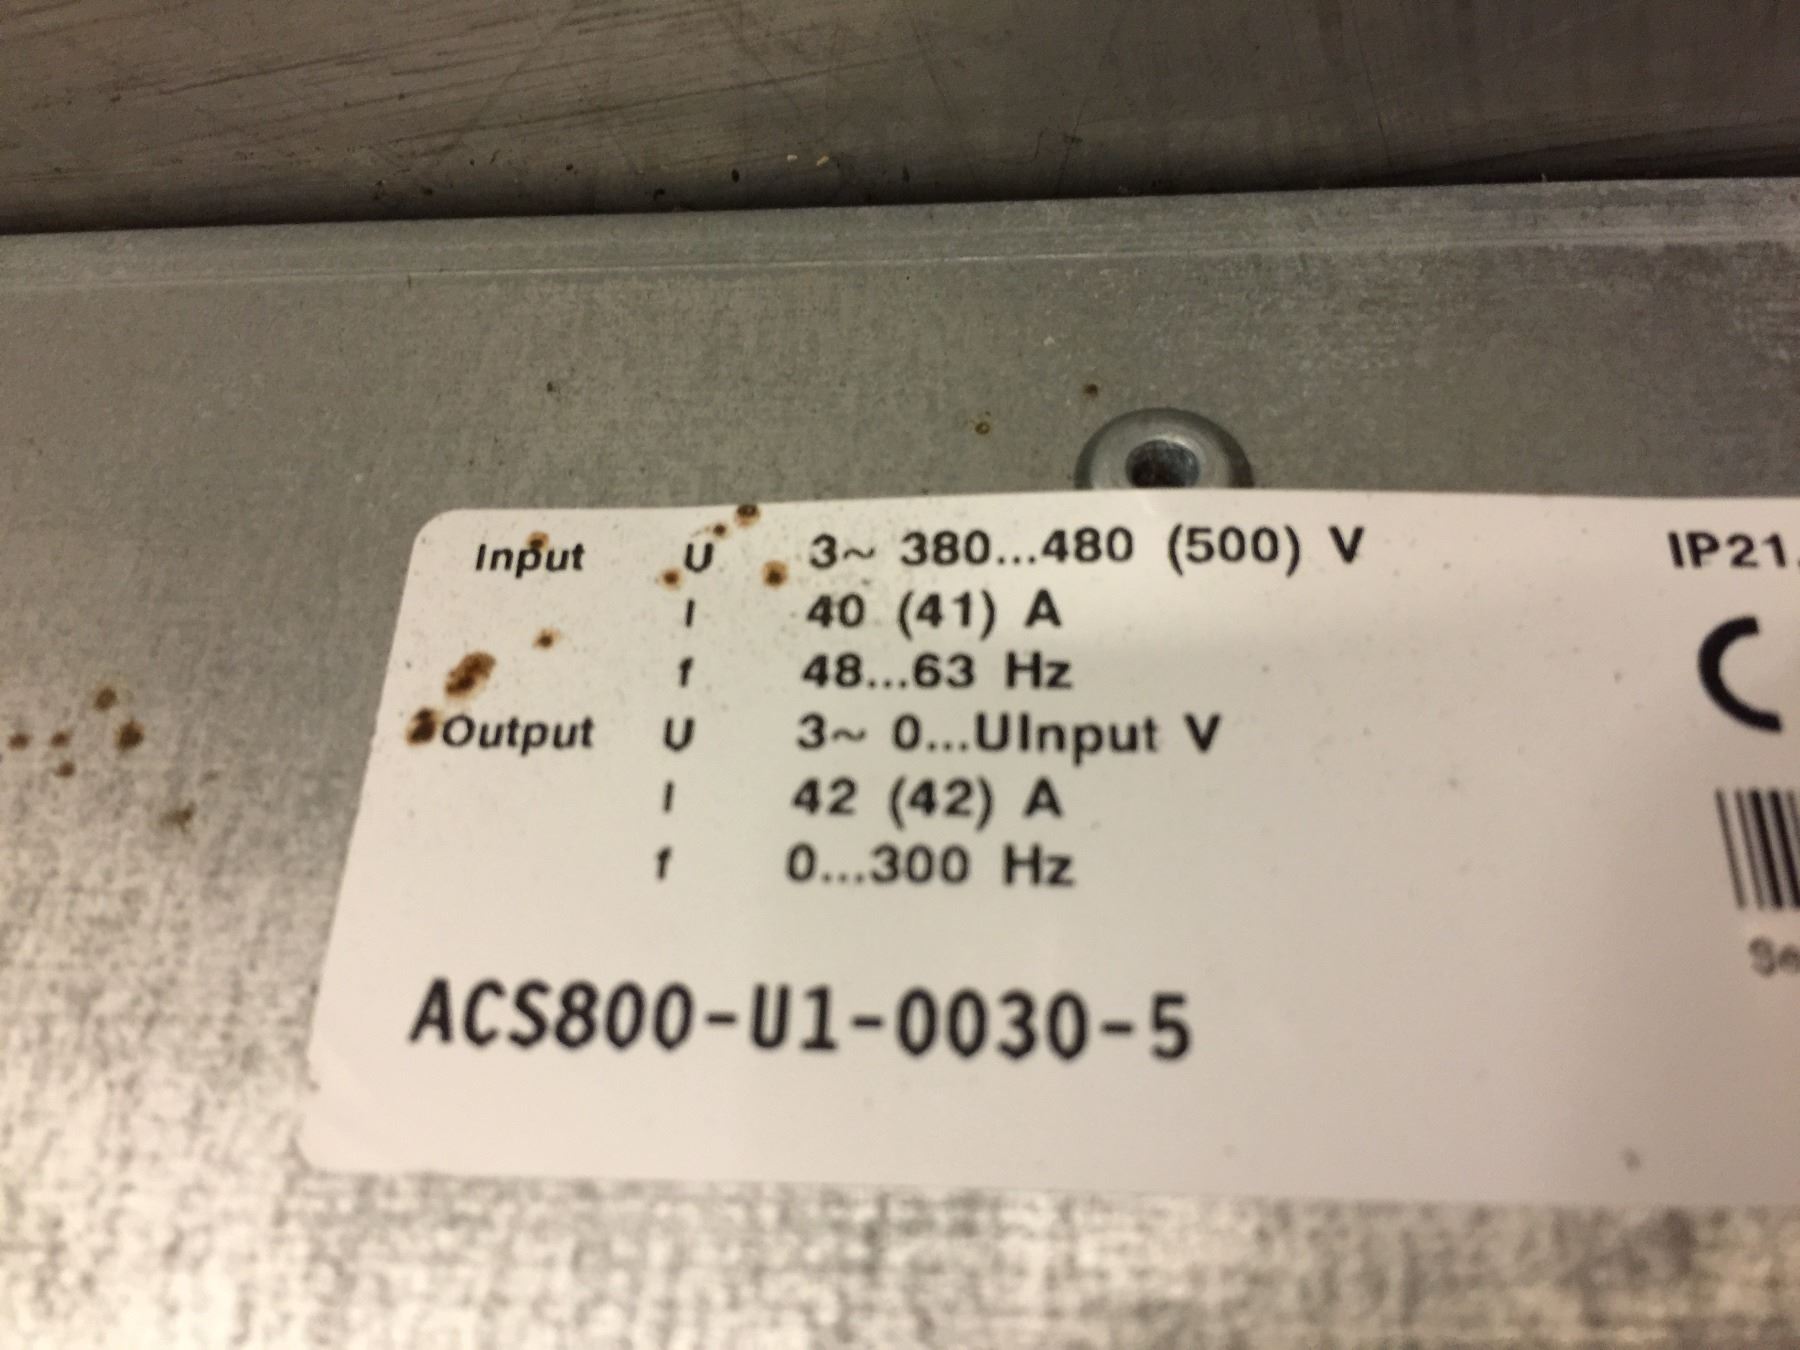 Input U 3~ 380...480 (500) V
I 40 (41) A
f 48...63 Hz
Output U 3~ 0...UInput V
I 42 (42) A
f 0...300 Hz
ACS800-U1-0030-5
IP21